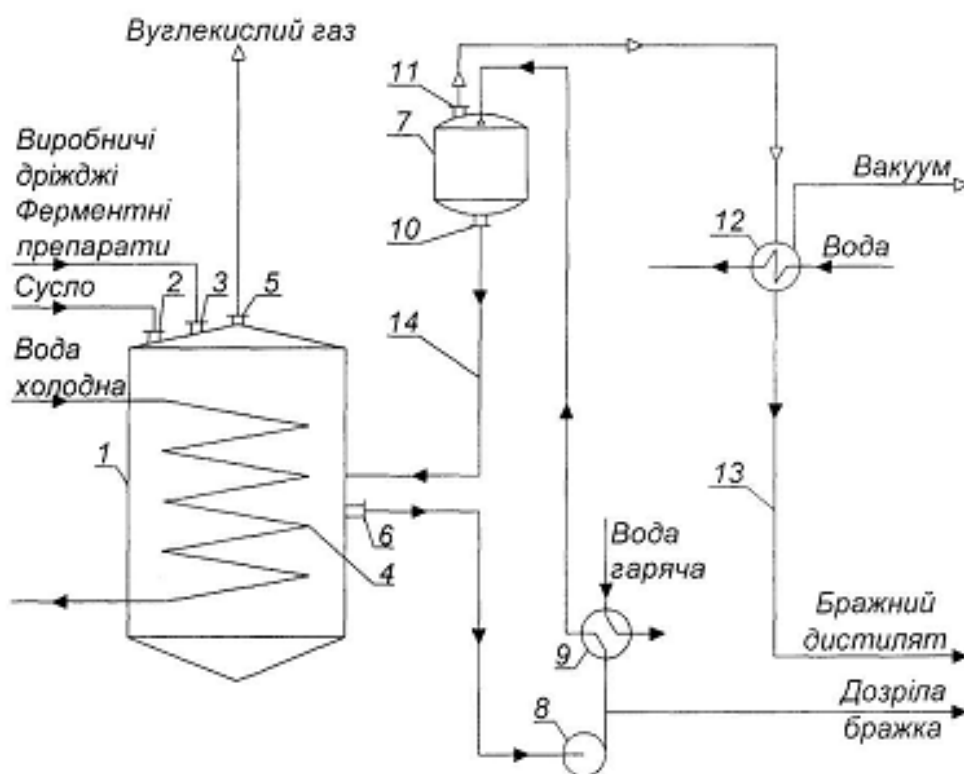 Вуглекислий газ
Виробничі
дріжджі
Ферментні
препарати
Сусло
2
3
5
Вода
холодна
1
4
6
11
7
10
14
Вакуум
12
Вода
13
Вода
гаряча
9
8
Бражний
дистилят
Дозріла
бражка